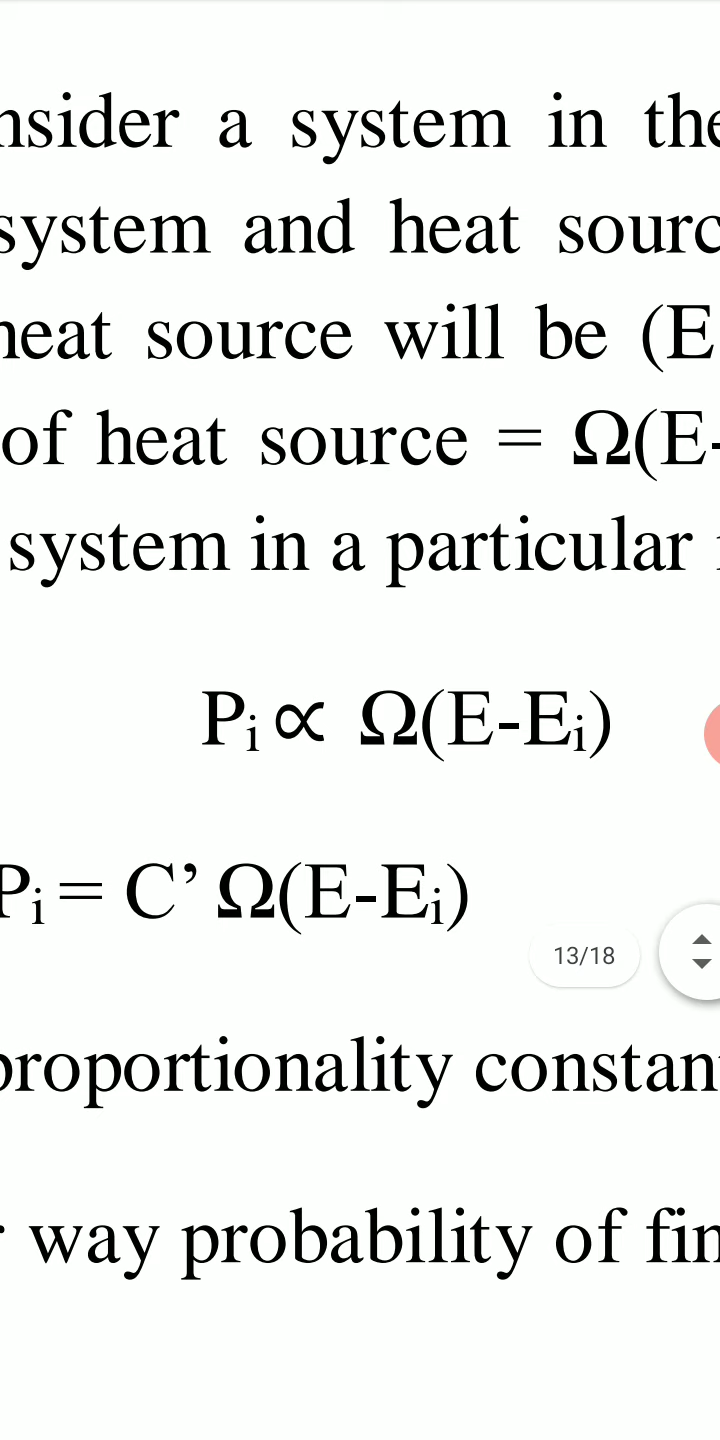 nsider a system in the
system and heat sourc
heat source will be (E
of heat source = Ω(E-
system in a particular
Pᵢ ∝ Ω(E-Eᵢ)
Pᵢ = C’ Ω(E-Eᵢ)
13/18
proportionality constan
way probability of fin